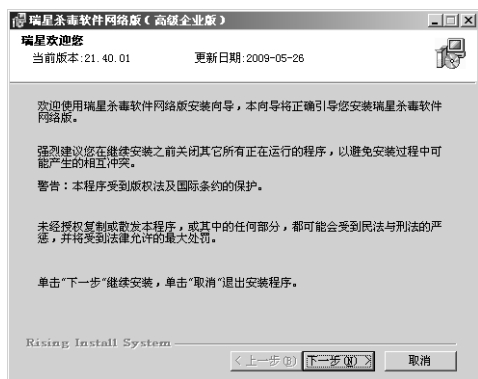 瑞星杀毒软件网络版(高级企业版)
瑞星欢迎您
当前版本:21.40.01 更新日期:2009-05-26
欢迎使用瑞星杀毒软件网络版安装向导，本向导将正确引导您安装瑞星杀毒软件
网络版。
强烈建议您在继续安装之前关闭其它所有正在运行的程序，以避免安装过程中可
能产生的相互冲突。
警告：本程序受到版权法及国际条约的保护。
未经授权复制或散发本程序，或其中的任何部分，都可能会受到民法与刑法的严
惩，并将受到法律允许的最大处罚。
单击“下一步”继续安装，单击“取消”退出安装程序。
Rising Install System
< 上一步(B) 下一步(N) > 取消